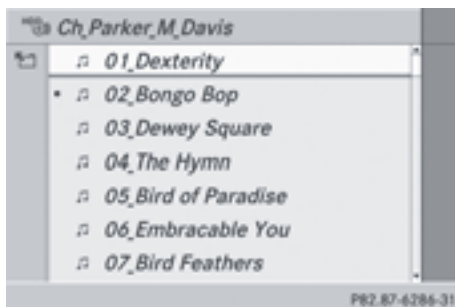 Ch_Parker_M_Davis
01_Dexterity
02_Bongo Bop
03_Dewey Square
04_The Hymn
05_Bird of Paradise
06_Embracable You
07_Bird Feathers
P82.87-6286-31